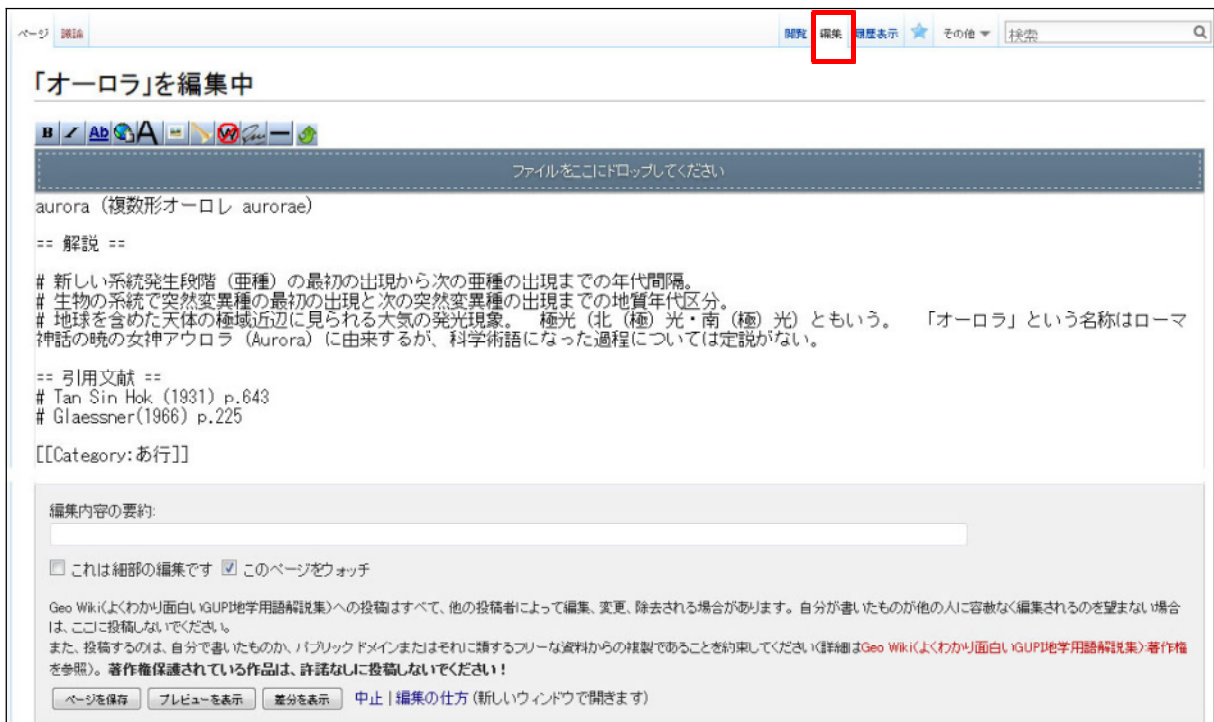 ページ 議論 閲覧 編集 履歴表示 その他 検索
「オーロラ」を編集中
B I Ab A W
ファイルをここにドロップしてください
aurora（複数形オーロレ aurorae）
== 解説 ==
# 新しい系統発生段階（亜種）の最初の出現から次の亜種の出現までの年代間隔。
# 生物の系統で突然変異種の最初の出現と次の突然変異種の出現までの地質年代区分。
# 地球を含めた天体の極域近辺に見られる大気の発光現象。　極光（北（極）光・南（極）光）ともいう。　「オーロラ」という名称はローマ
神話の暁の女神アウロラ（Aurora）に由来するが、科学術語になった過程については定説がない。
== 引用文献 ==
# Tan Sin Hok (1931) p.643
# Glaessner(1966) p.225
[[Category:あ行]]
編集内容の要約:
これは細部の編集です このページをウォッチ
Geo Wiki(よくわかり面白いGUPI地学用語解説集)への投稿はすべて、他の投稿者によって編集、変更、除去される場合があります。自分が書いたものが他の人に容赦なく編集されるのを望まない場合
は、ここに投稿しないでください。
また、投稿するのは、自分で書いたものか、パブリックドメインまたはそれに類するフリーな資料からの複製であることを約束してください(詳細はGeo Wiki(よくわかり面白いGUPI地学用語解説集):著作権
を参照)。著作権保護されている作品は、許諾なしに投稿しないでください！
ページを保存 プレビューを表示 差分を表示 中止 | 編集の仕方 (新しいウィンドウで開きます)